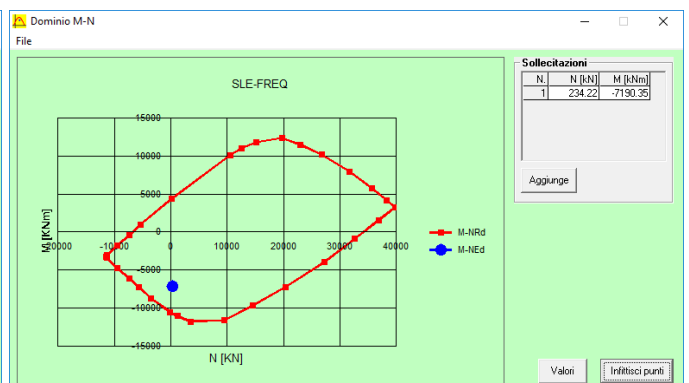 Dominio M-N
File
SLE-FREQ
15000
10000
5000
0
-5000
-10000
-15000
M [KNm]
-20000 -10000 0 10000 20000 30000 40000
N [KN]
M-NRd
M-NEd
Sollecitazioni
N. N [kN] M [kNm]
1 234.22 -7190.35
Aggiunge
Valori
Infittisci punti